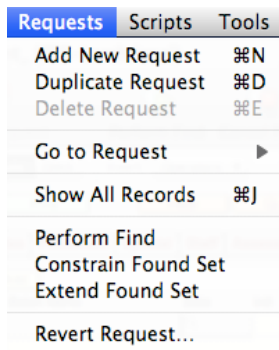 Requests Scripts Tools
Add New Request ⌘N
Duplicate Request ⌘D
Delete Request ⌘E
Go to Request ▶
Show All Records ⌘J
Perform Find
Constrain Found Set
Extend Found Set
Revert Request...